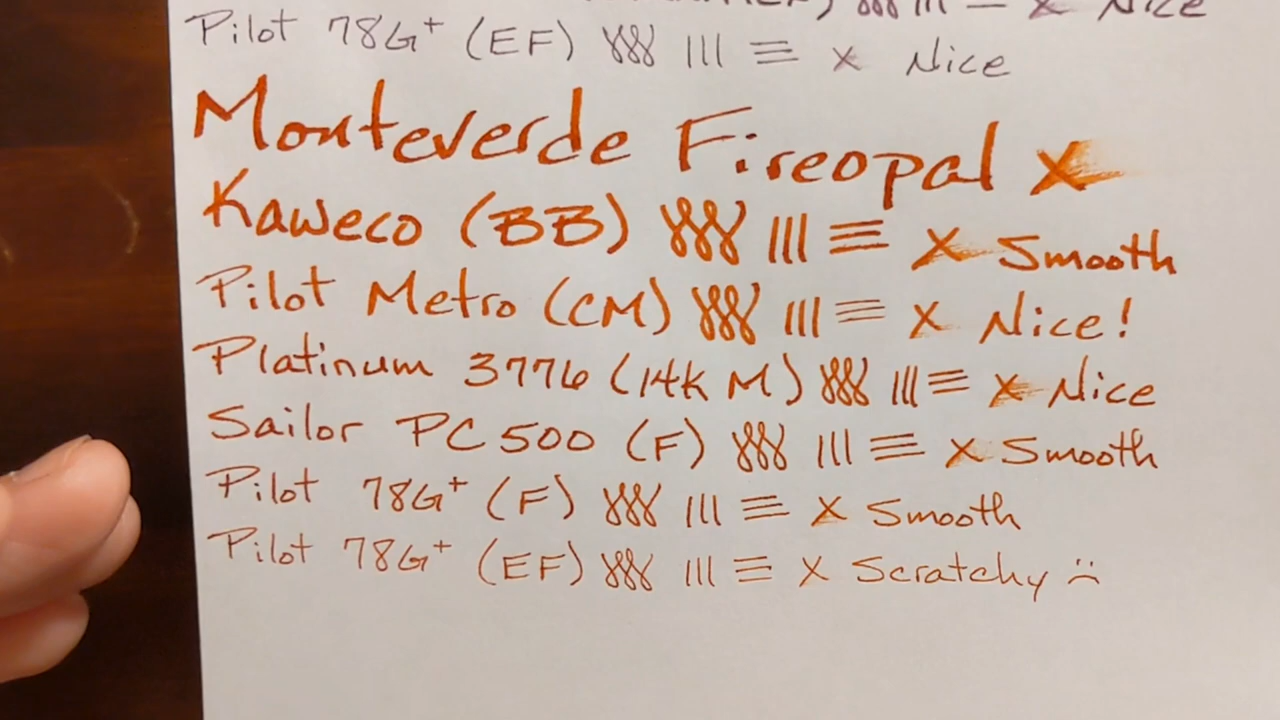 x Nice
Pilot 78G+ (EF) x Nice
Monteverde Fireopal x
Kaweco (BB) x Smooth
Pilot Metro (CM) x Nice!
Platinum 3776 (14K M) x Nice
Sailor PC 500 (F) x Smooth
Pilot 78G+ (F) x Smooth
Pilot 78G+ (EF) x Scratchy :(